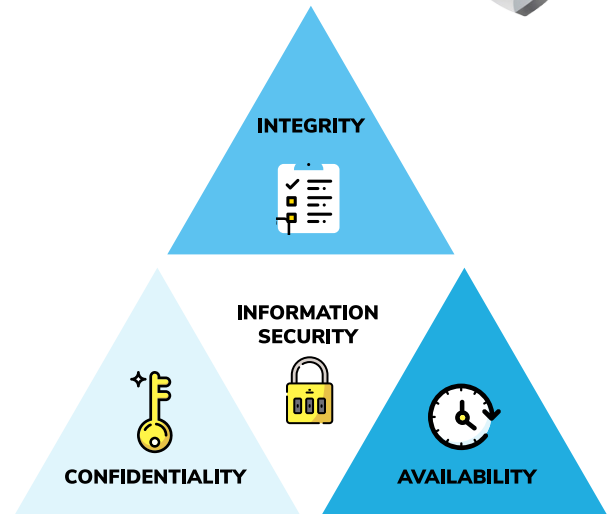 INTEGRITY
INFORMATION
SECURITY
CONFIDENTIALITY
AVAILABILITY